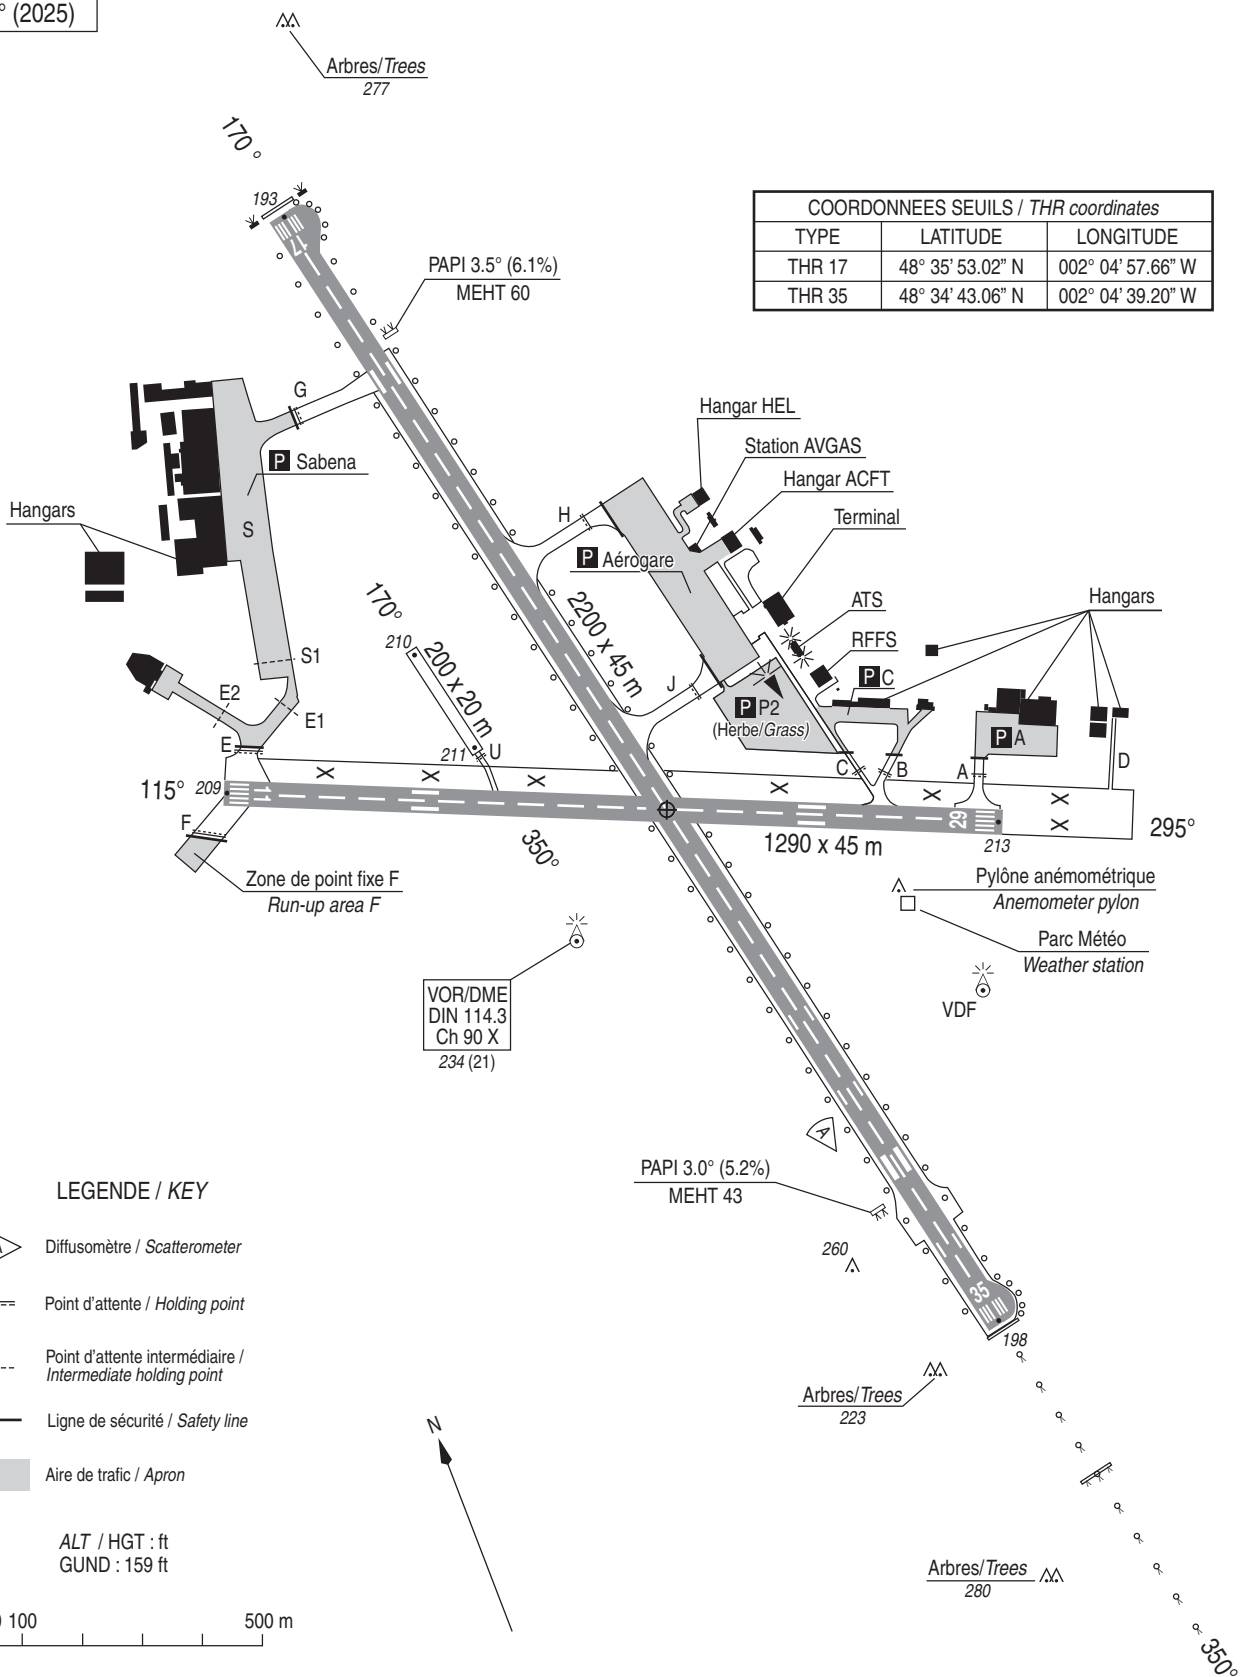 ° (2025)
Arbres/Trees
277
170 °
193
17
COORDONNEES SEUILS / THR coordinates
TYPE LATITUDE LONGITUDE
THR 17 48° 35’ 53.02” N 002° 04’ 57.66” W
THR 35 48° 34’ 43.06” N 002° 04’ 39.20” W
PAPI 3.5° (6.1%)
MEHT 60
G
P Sabena
Hangars
S
Hangar HEL
Station AVGAS
Hangar ACFT
Terminal
H
P Aérogare
ATS
RFFS
Hangars
170°
210
200 x 20 m
2200 x 45 m
S1
E2
E1
E
J
P C
P P2
(Herbe/Grass)
P A
211
U
C
B
A
D
X X X X X X X
115°
209
11
F
350°
1290 x 45 m
29
213
295°
Zone de point fixe F
Run-up area F
Pylône anémométrique
Anemometer pylon
Parc Météo
Weather station
VDF
VOR/DME
DIN 114.3
Ch 90 X
234 (21)
A
PAPI 3.0° (5.2%)
MEHT 43
260
35
198
Arbres/Trees
223
LEGENDE / KEY
A Diffusomètre / Scatterometer
Point d'attente / Holding point
Point d'attente intermédiaire /
Intermediate holding point
Ligne de sécurité / Safety line
Aire de trafic / Apron
ALT / HGT : ft
GUND : 159 ft
0 100 500 m
N
Arbres/Trees
280
350°